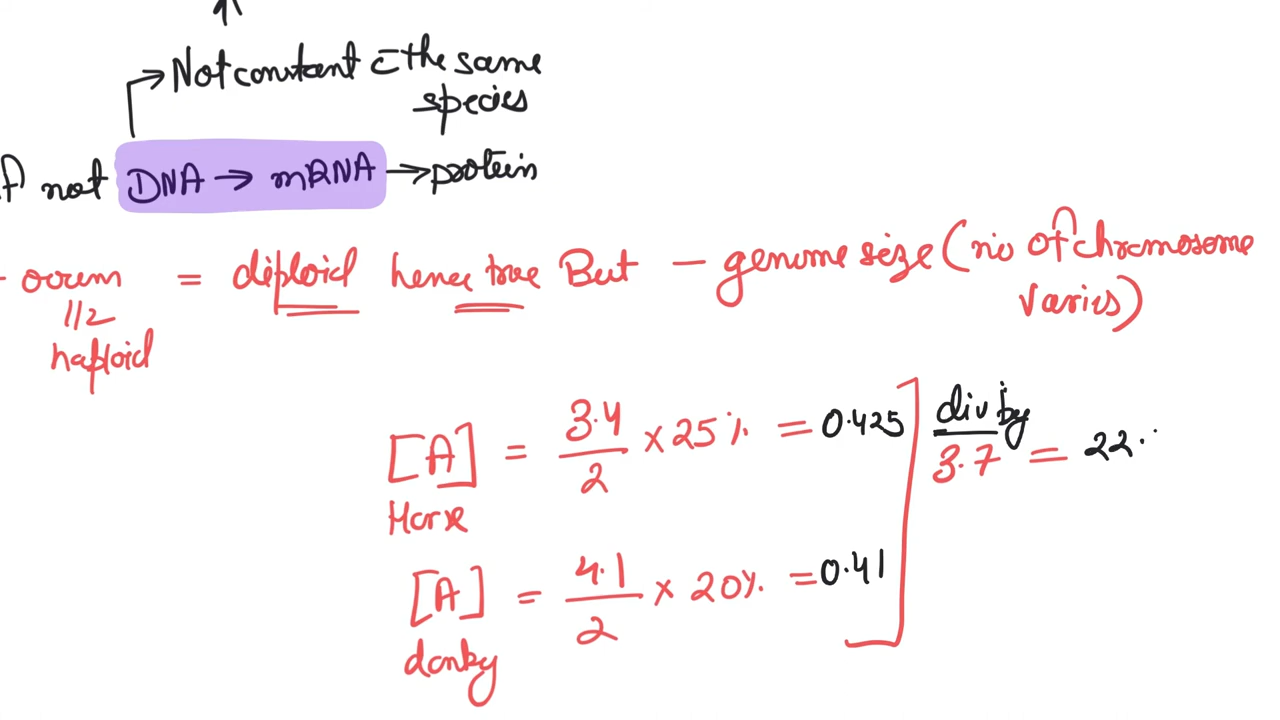 Not constant c̄ the same
species
if not DNA → mRNA → protein
- ocum = diploid hence true But - genome size (no of chromosome
varies)
1/2
haploid
[A] = 3.4/2 × 25% = 0.425
Horse
div by
3.7 = 22.
[A] = 4.1/2 × 20% = 0.41
donky